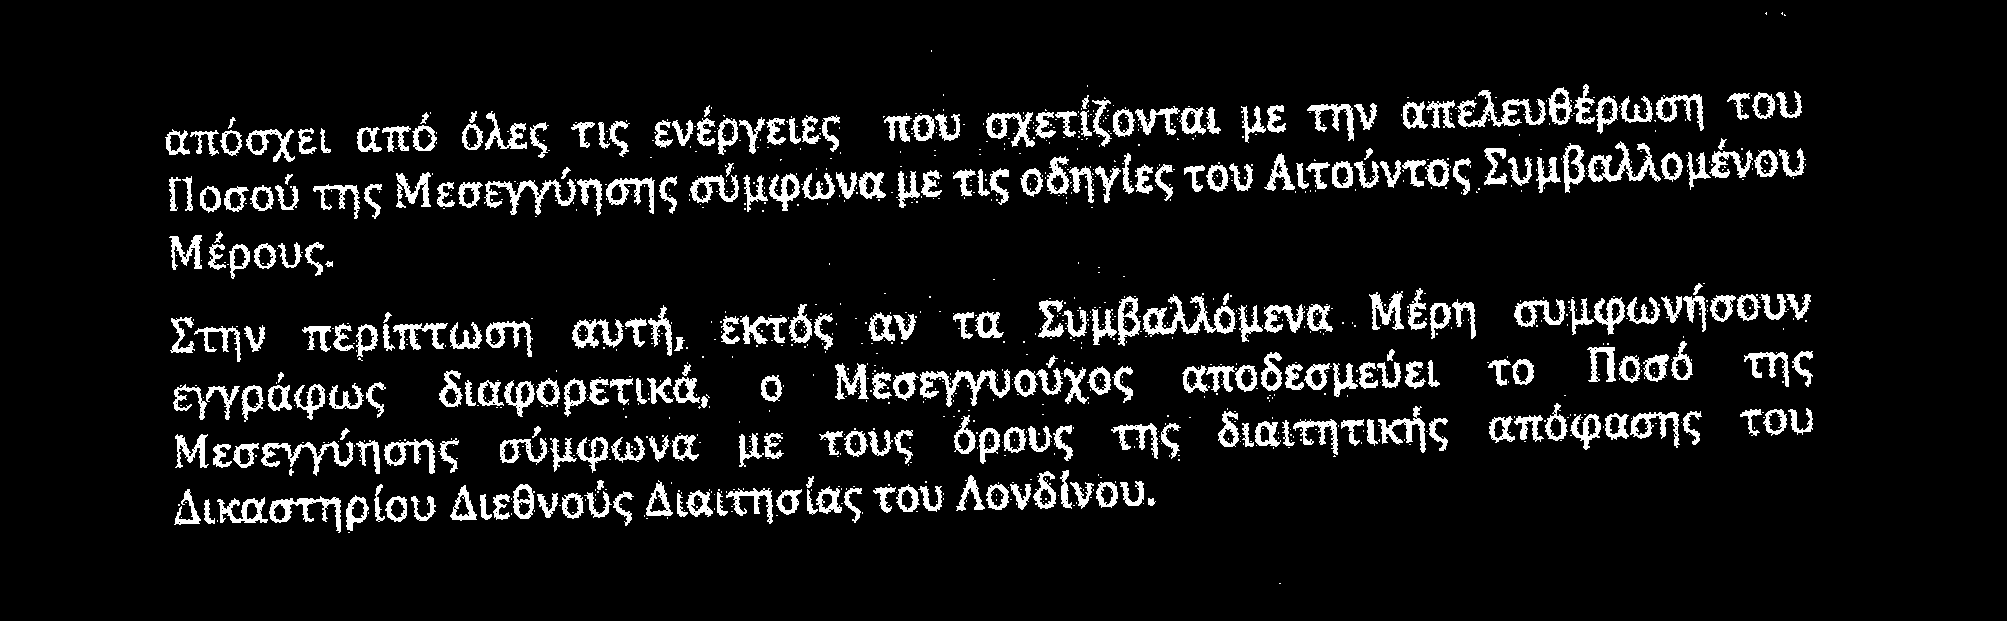 απόσχει από όλες τις ενέργειες που σχετίζονται με την απελευθέρωση του
Ποσού της Μεσεγγύησης σύμφωνα με τις οδηγίες του Αιτούντος Συμβαλλομένου
Μέρους.
Στην περίπτωση αυτή, εκτός αν τα Συμβαλλόμενα Μέρη συμφωνήσουν
εγγράφως διαφορετικά, ο Μεσεγγυούχος αποδεσμεύει το Ποσό της
Μεσεγγύησης σύμφωνα με τους όρους της διαιτητικής απόφασης του
Δικαστηρίου Διεθνούς Διαιτησίας του Λονδίνου.